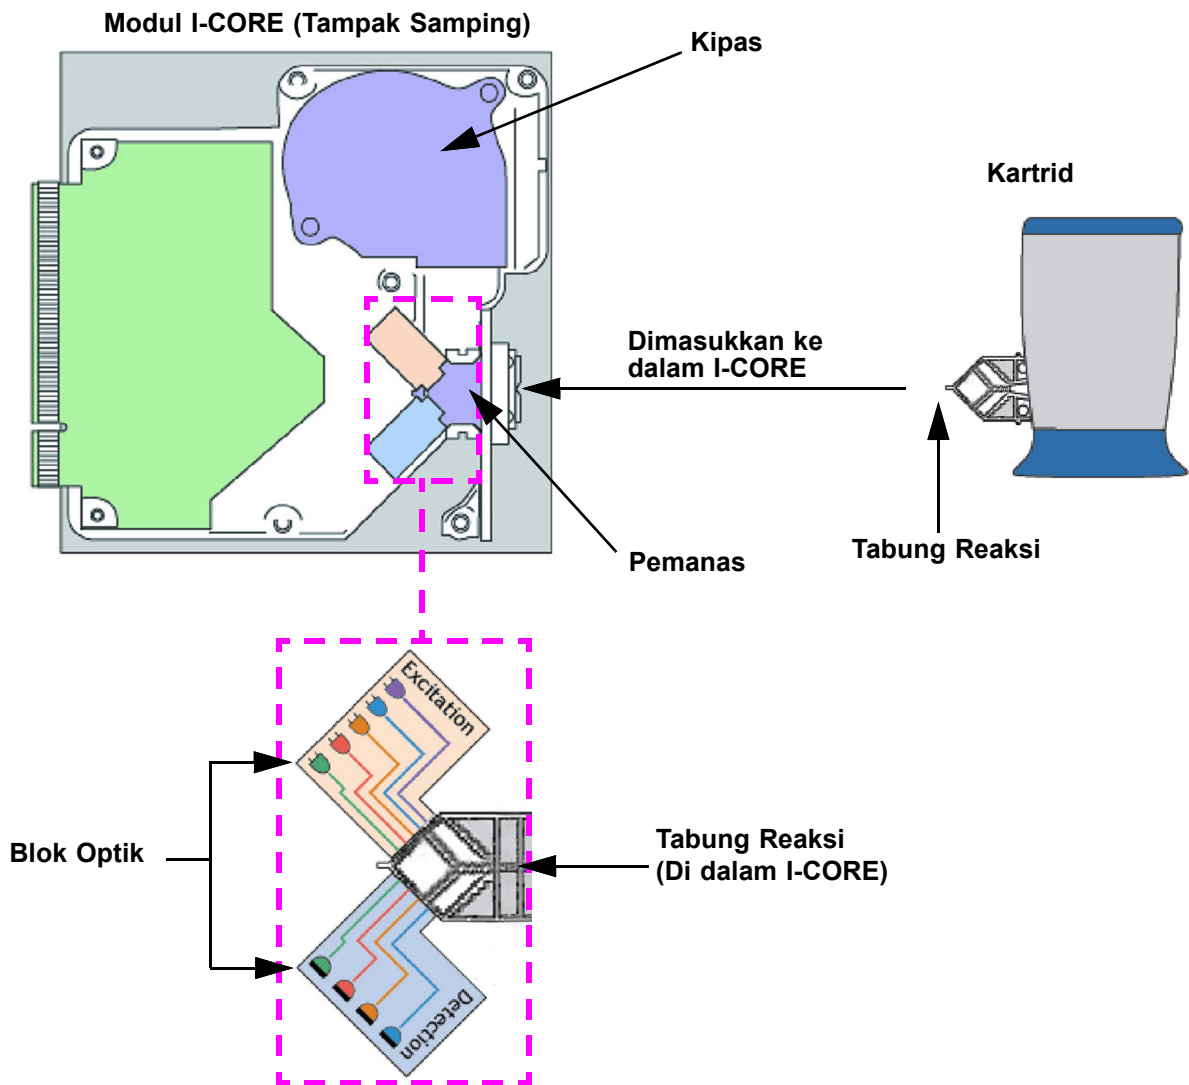 Modul I-CORE (Tampak Samping)
Kipas
Kartrid
Dimasukkan ke
dalam I-CORE
Tabung Reaksi
Pemanas
Excitation
Blok Optik
Tabung Reaksi
(Di dalam I-CORE)
Detection